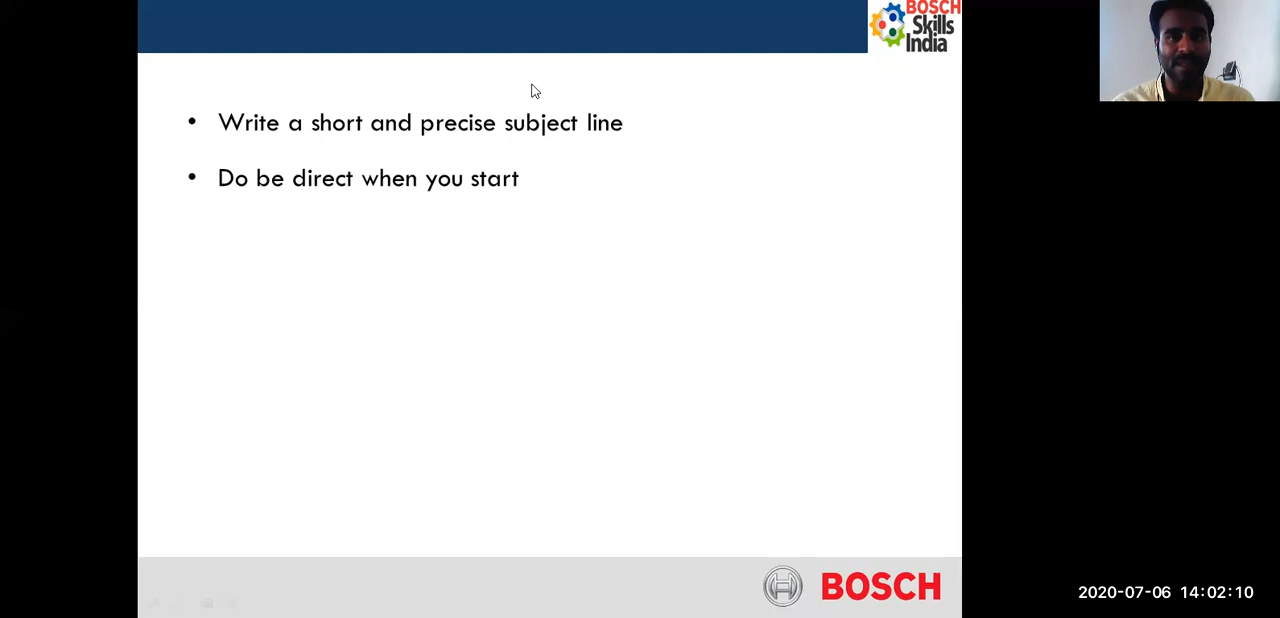 BOSCH
Skills
India
• Write a short and precise subject line
• Do be direct when you start
BOSCH
2020-07-06 14:02:10